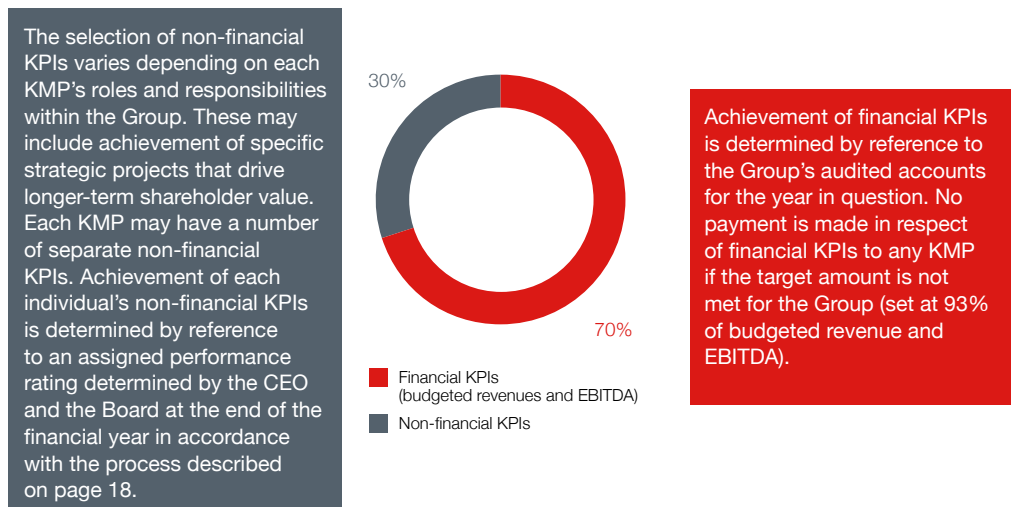 The selection of non-financial
KPIs varies depending on each
KMP's roles and responsibilities
within the Group. These may
include achievement of specific
strategic projects that drive
longer-term shareholder value.
Each KMP may have a number
of separate non-financial
KPIs. Achievement of each
individual's non-financial KPIs
is determined by reference
to an assigned performance
rating determined by the CEO
and the Board at the end of the
financial year in accordance
with the process described
on page 18.
30%
70%
Financial KPIs
(budgeted revenues and EBITDA)
Non-financial KPIs
Achievement of financial KPIs
is determined by reference to
the Group's audited accounts
for the year in question. No
payment is made in respect
of financial KPIs to any KMP
if the target amount is not
met for the Group (set at 93%
of budgeted revenue and
EBITDA).